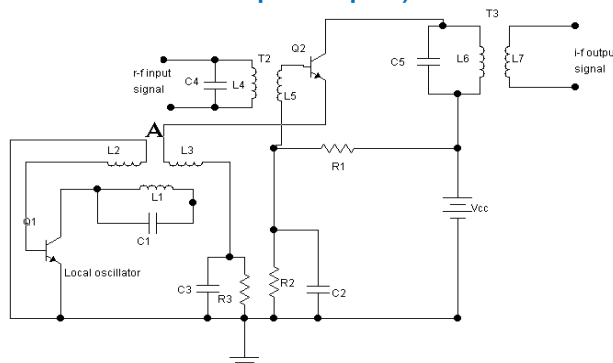 T3
Q2
T2
r-f input
signal
C4
L4
L5
C5
L6
L7
i-f output
signal
A
L2
L3
R1
Q1
L1
C1
Vcc
Local oscillator
C3
R3
R2
C2